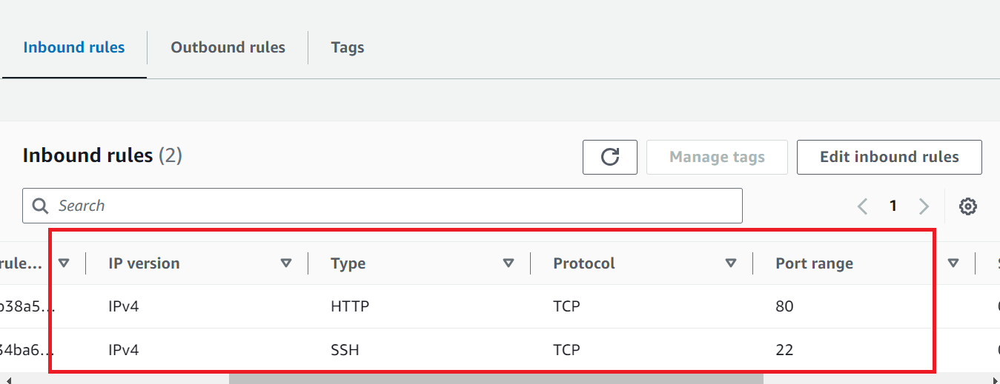 Inbound rules Outbound rules Tags
Inbound rules (2) Manage tags Edit inbound rules
Search 1
rule... IP version Type Protocol Port range
b38a5... IPv4 HTTP TCP 80
34ba6... IPv4 SSH TCP 22